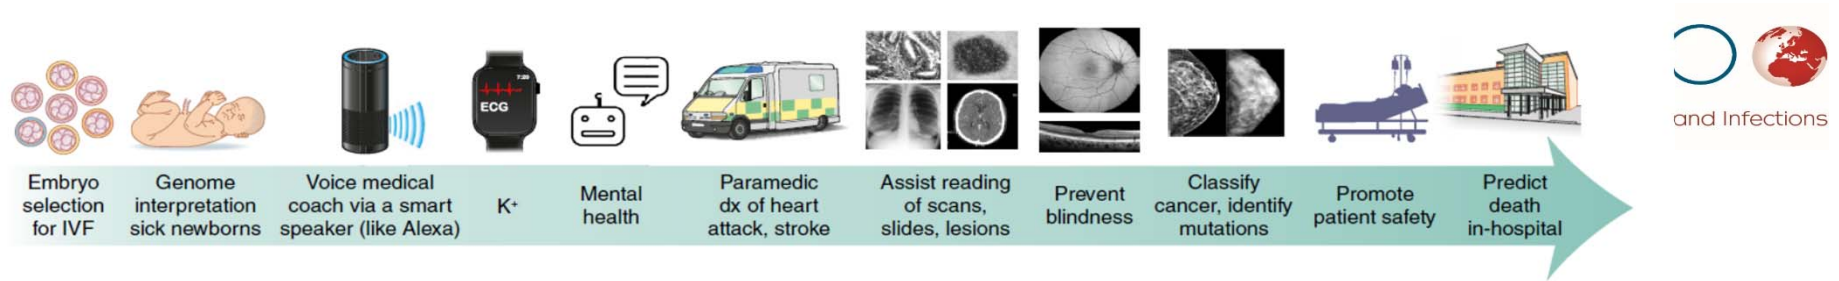 7:29
ECG
and Infections
Embryo
selection
for IVF
Genome
interpretation
sick newborns
Voice medical
coach via a smart
speaker (like Alexa)
K+
Mental
health
Paramedic
dx of heart
attack, stroke
Assist reading
of scans,
slides, lesions
Prevent
blindness
Classify
cancer, identify
mutations
Promote
patient safety
Predict
death
in-hospital